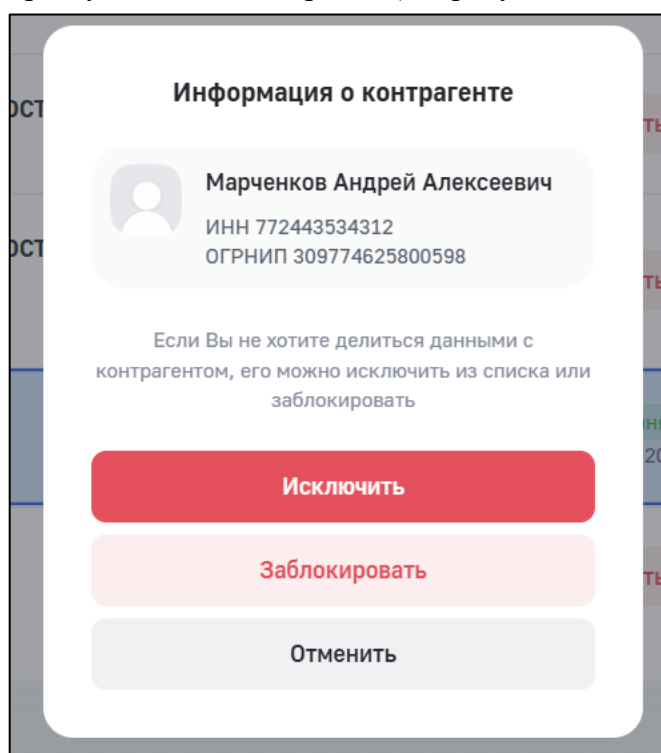 Информация о контрагенте
Марченков Андрей Алексеевич
ИНН 772443534312
ОГРНИП 309774625800598
Если Вы не хотите делиться данными с
контрагентом, его можно исключить из списка или
заблокировать
Исключить
Заблокировать
Отменить